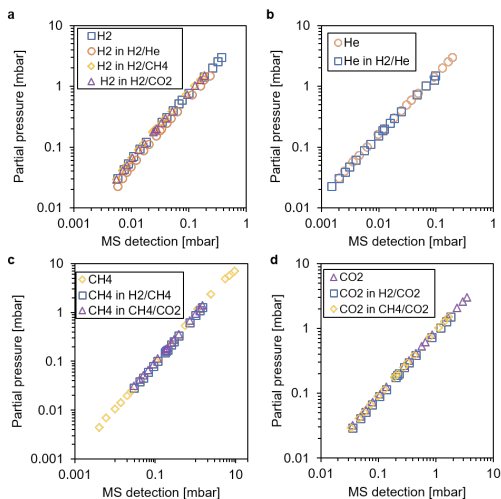 a
10
1
0.1
0.01
0.001
0.01
0.1
1
Partial pressure [mbar]
MS detection [mbar]
H2
H2 in H2/He
H2 in H2/CH4
H2 in H2/CO2
b
10
1
0.1
0.01
0.001
0.01
0.1
1
Partial pressure [mbar]
MS detection [mbar]
He
He in H2/He
c
10
1
0.1
0.01
0.001
0.001
0.1
10
Partial pressure [mbar]
MS detection [mbar]
CH4
CH4 in H2/CH4
CH4 in CH4/CO2
d
10
1
0.1
0.01
0.01
0.1
1
10
Partial pressure [mbar]
MS detection [mbar]
CO2
CO2 in H2/CO2
CO2 in CH4/CO2